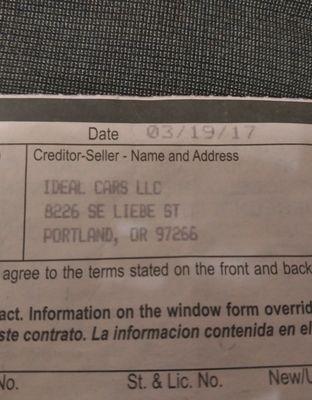 Date 03/19/17
Creditor-Seller - Name and Address
IDEAL CARS LLC
8226 SE LIEBE ST
PORTLAND, OR 97266
agree to the terms stated on the front and back
act. Information on the window form overrid
ste contrato. La informacion contenida en el
No. St. & Lic. No. New/U